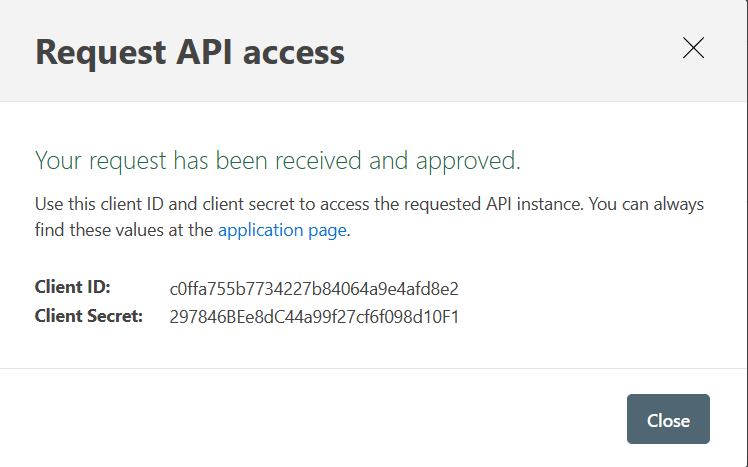 Request API access
Your request has been received and approved.
Use this client ID and client secret to access the requested API instance. You can always
find these values at the application page.
Client ID: c0ffa755b7734227b84064a9e4afd8e2
Client Secret: 297846BEe8dC44a99f27cf6f098d10F1
Close